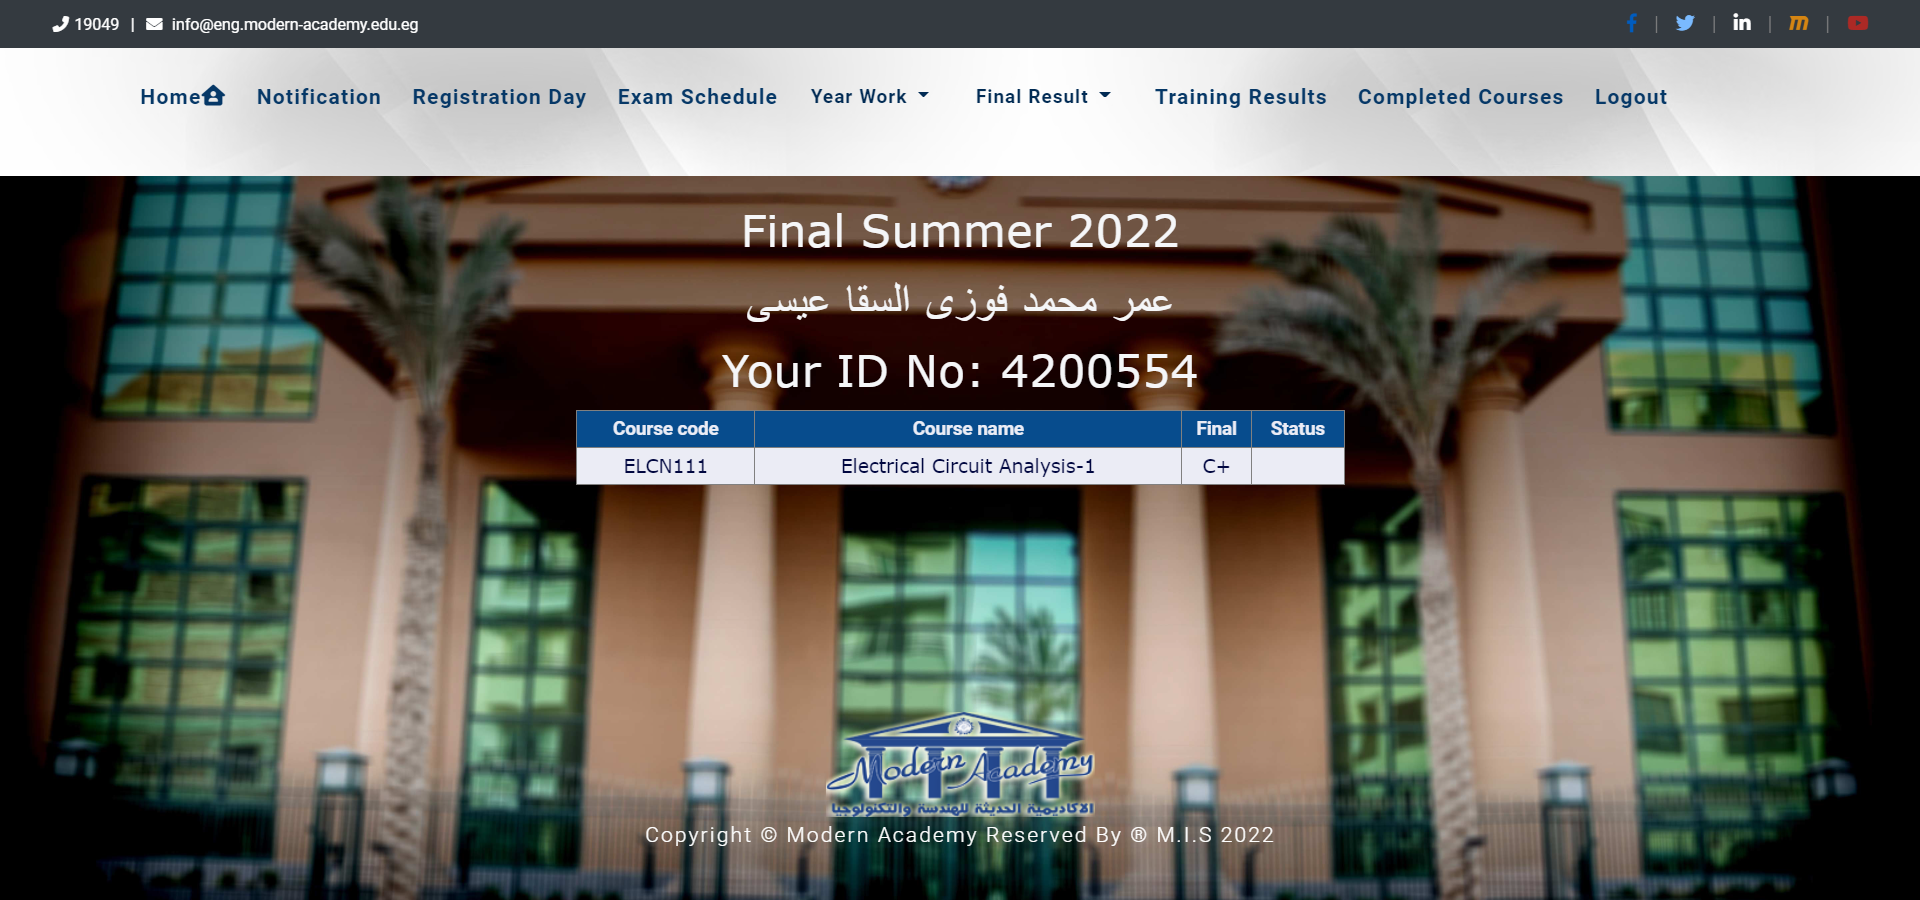 19049 | info@eng.modern-academy.edu.eg | | m |
Home Notification Registration Day Exam Schedule Year Work Final Result Training Results Completed Courses Logout
Final Summer 2022
عمر محمد فوزى السقا عيسى
Your ID No: 4200554
Course code Course name Final Status
ELCN111 Electrical Circuit Analysis-1 C+
Modern Academy
الاكاديمية الحديثة للهندسة والتكنولوجيا
Copyright © Modern Academy Reserved By ® M.I.S 2022